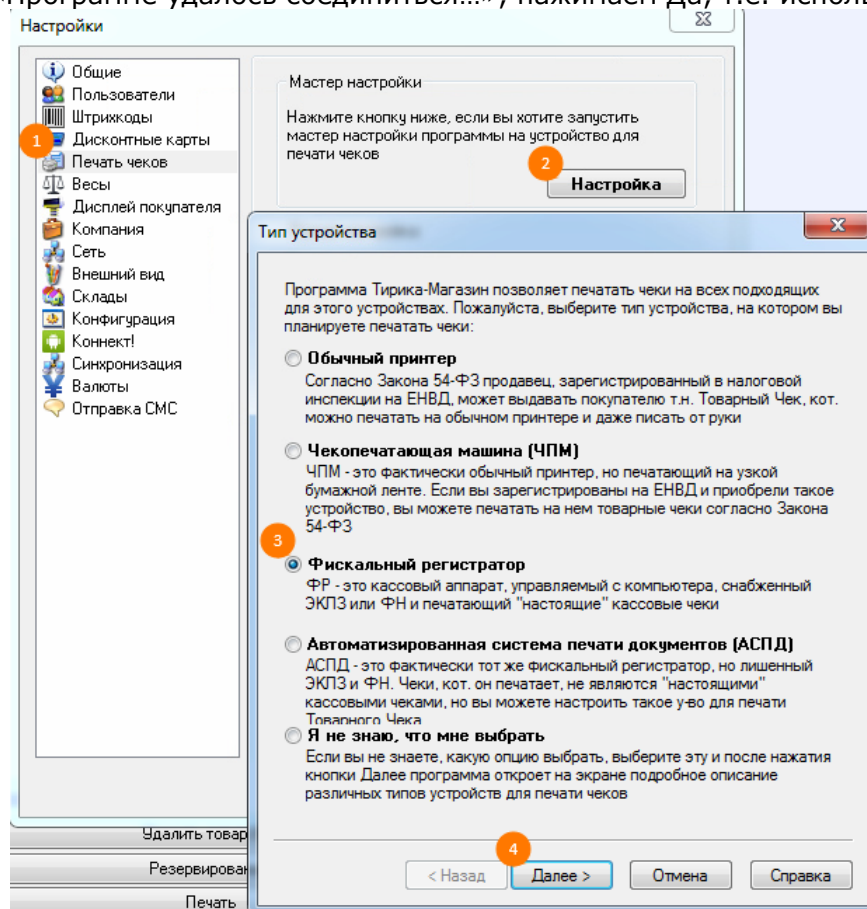 «Программе удалось соединиться…», нажимаем Да, т.е.
Настройки
Общие
Пользователи
Штрихкоды
1
Дисконтные карты
Печать чеков
Весы
Дисплей покупателя
Компания
Сеть
Внешний вид
Склады
Конфигурация
Коннект!
Синхронизация
Валюты
Отправка СМС
Мастер настройки
Нажмите кнопку ниже, если вы хотите запустить
мастер настройки программы на устройство для
печати чеков
2
Настройка
Тип устройства
Программа Тирика-Магазин позволяет печатать чеки на всех подходящих
для этого устройствах. Пожалуйста, выберите тип устройства, на котором вы
планируете печатать чеки:
Обычный принтер
Согласно Закона 54-ФЗ продавец, зарегистрированный в налоговой
инспекции на ЕНВД, может выдавать покупателю т.н. Товарный Чек, кот.
можно печатать на обычном принтере и даже писать от руки
Чекопечатающая машина (ЧПМ)
ЧПМ - это фактически обычный принтер, но печатающий на узкой
бумажной ленте. Если вы зарегистрированы на ЕНВД и приобрели такое
устройство, вы можете печатать на нем товарные чеки согласно Закона
54-ФЗ
3
Фискальный регистратор
ФР - это кассовый аппарат, управляемый с компьютера, снабженный
ЭКЛЗ или ФН и печатающий "настоящие" кассовые чеки
Автоматизированная система печати документов (АСПД)
АСПД - это фактически тот же фискальный регистратор, но лишенный
ЭКЛЗ и ФН. Чеки, кот. он печатает, не являются "настоящими"
кассовыми чеками, но вы можете настроить такое у-во для печати
Товарного Чека
Я не знаю, что мне выбрать
Если вы не знаете, какую опцию выбрать, выберите эту и после нажатия
кнопки Далее программа откроет на экране подробное описание
различных типов устройств для печати чеков
4
< Назад
Далее >
Отмена
Справка
Удалить товар
Резервирован
Печать